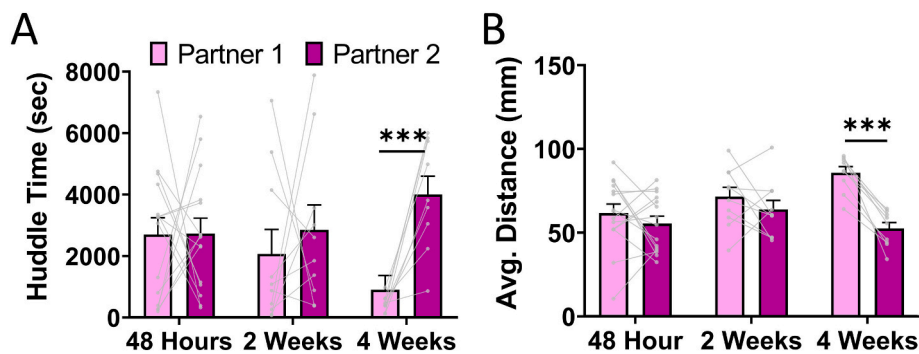 A
Partner 1 Partner 2
Huddle Time (sec)
8000
6000
4000
2000
0
***
48 Hours 2 Weeks 4 Weeks
B
Avg. Distance (mm)
150
100
50
0
***
48 Hour 2 Weeks 4 Weeks